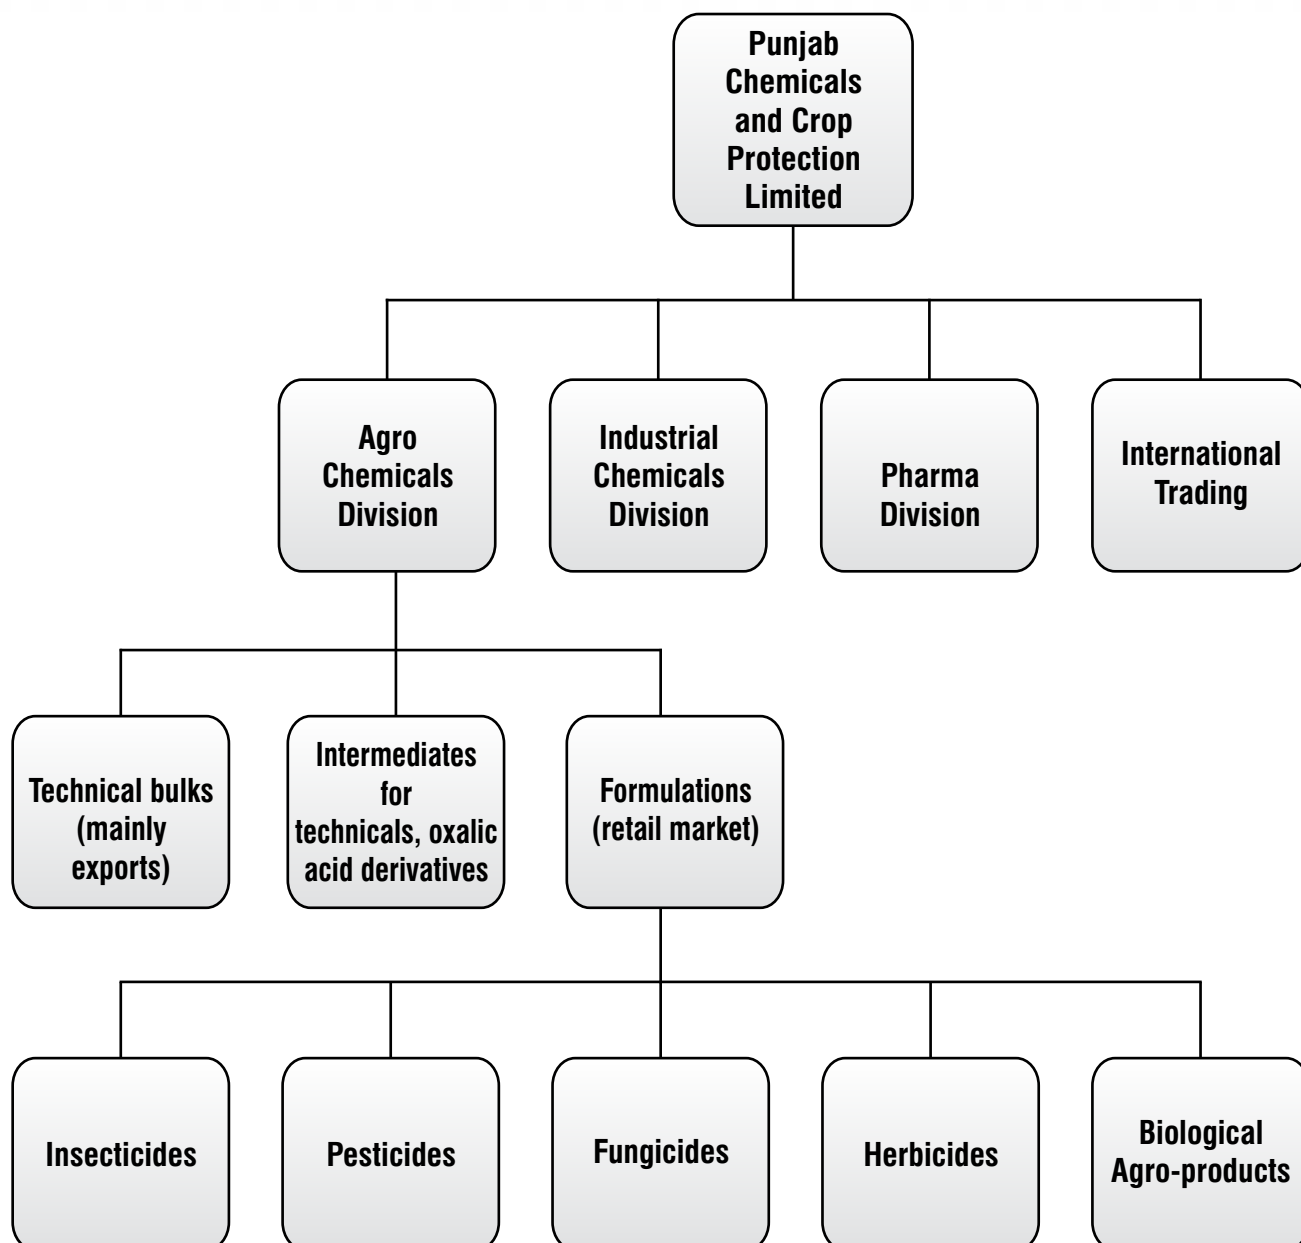 Punjab
Chemicals
and Crop
Protection
Limited
Agro
Chemicals
Division
Industrial
Chemicals
Division
Pharma
Division
International
Trading
Technical bulks
(mainly
exports)
Intermediates
for
technicals, oxalic
acid derivatives
Formulations
(retail market)
Insecticides
Pesticides
Fungicides
Herbicides
Biological
Agro-products